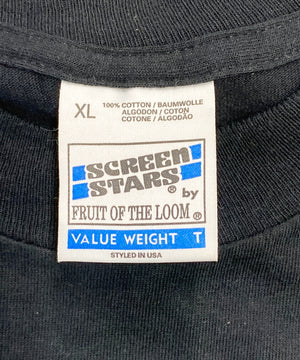 XL
100% COTTON / BAUMWOLLE
ALGODON / COTON
COTONE / ALGODÃO
SCREEN
STARS ®
by
FRUIT OF THE LOOM ®
VALUE WEIGHT T
STYLED IN USA